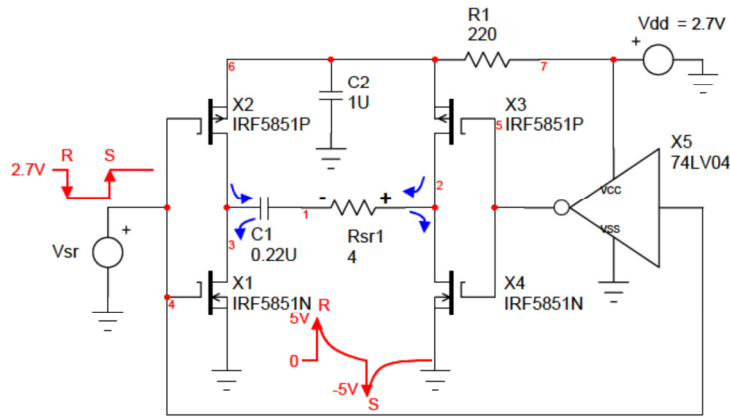 R1
220
Vdd = 2.7V
+
6
7
C2
1U
X2
IRF5851P
X3
IRF5851P
5
X5
74LV04
R
S
2.7V
VCC
2
-
+
1
VSS
3
C1
0.22U
Rsr1
4
+
Vsr
X1
IRF5851N
X4
IRF5851N
4
5V R
0
-5V
S